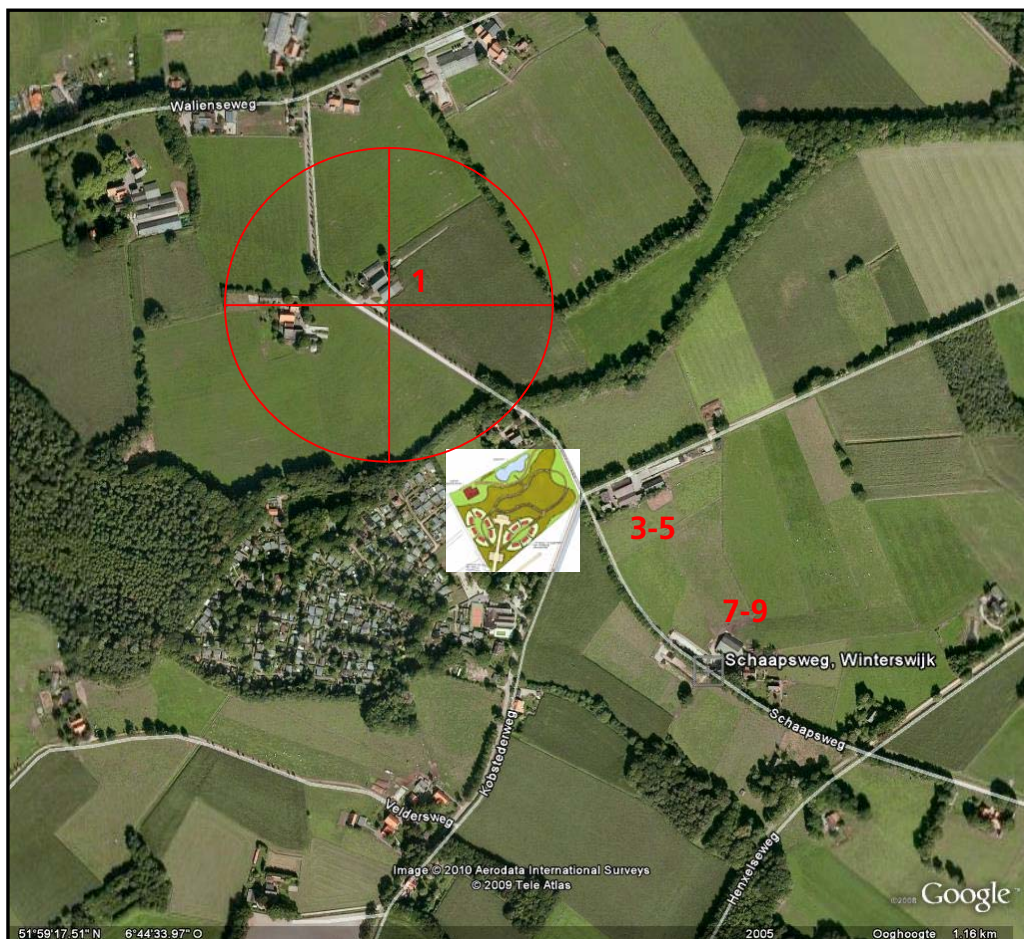 Walienseweg
1
3-5
7-9
Schaapsweg, Winterswijk
Schaapsweg
Kobstederweg
Veldersweg
Henxelseweg
Image © 2010 Aerodata International Surveys
© 2009 Tele Atlas
©2008 Google
51°59'17.51" N 6°44'33.97" O 2005 Ooghoogte 1.16 km